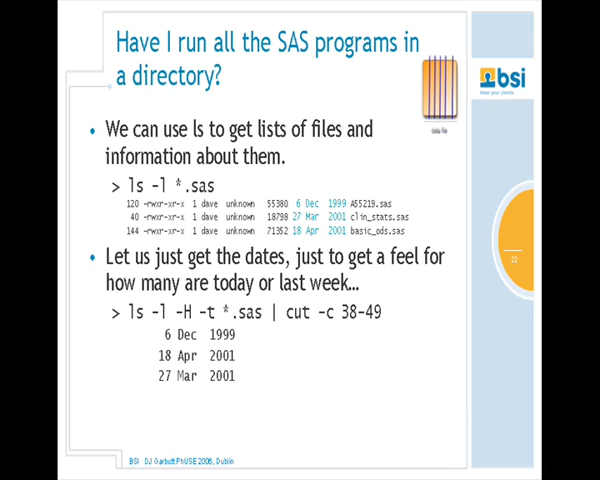 Have I run all the SAS programs in
a directory?
bsi
meet your clients
data file
• We can use ls to get lists of files and
information about them.
> ls -l *.sas
120 -rwxr-xr-x 1 dave unknown 55380 6 Dec 1999 A55219.sas
40 -rwxr-xr-x 1 dave unknown 18798 27 Mar 2001 clin_stats.sas
144 -rwxr-xr-x 1 dave unknown 71352 18 Apr 2001 basic_ods.sas
22
• Let us just get the dates, just to get a feel for
how many are today or last week…
> ls -l -H -t *.sas | cut -c 38-49
6 Dec 1999
18 Apr 2001
27 Mar 2001
BSI DJ Garbutt PhUSE 2006, Dublin